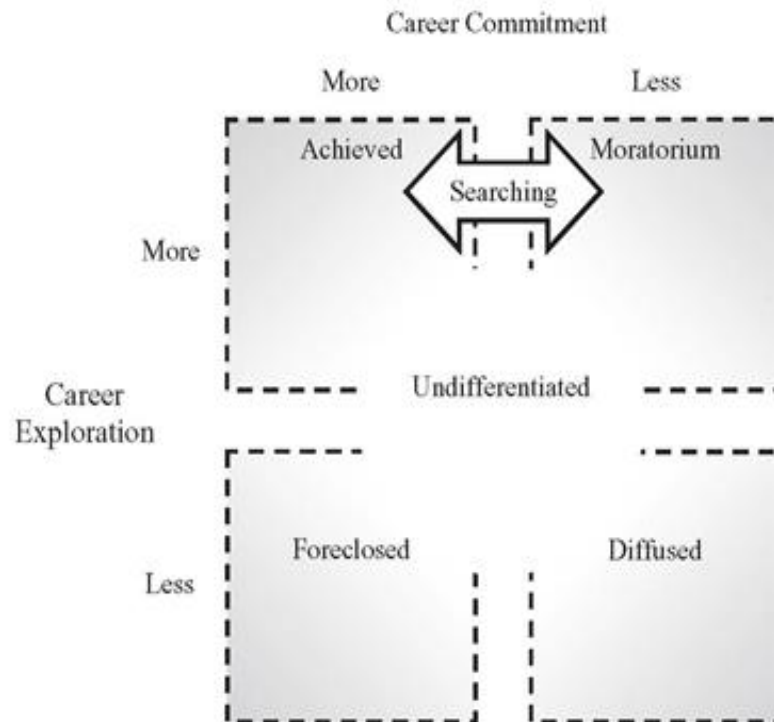 Career Commitment
More Less
Achieved Moratorium
Searching
More
Undifferentiated
Career
Exploration
Foreclosed Diffused
Less